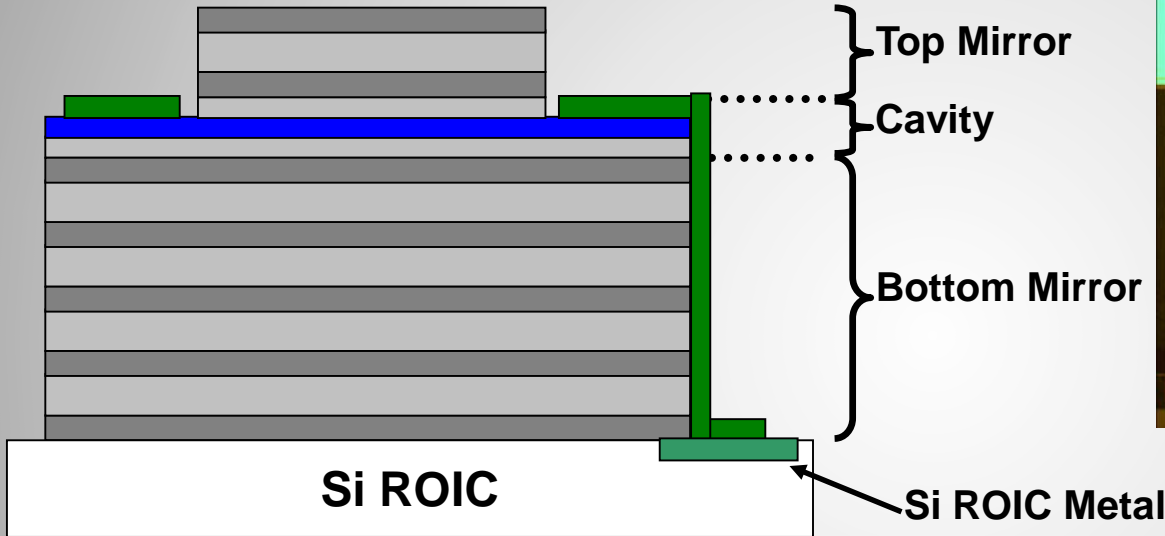 Top Mirror
Cavity
Bottom Mirror
Si ROIC
Si ROIC Metal